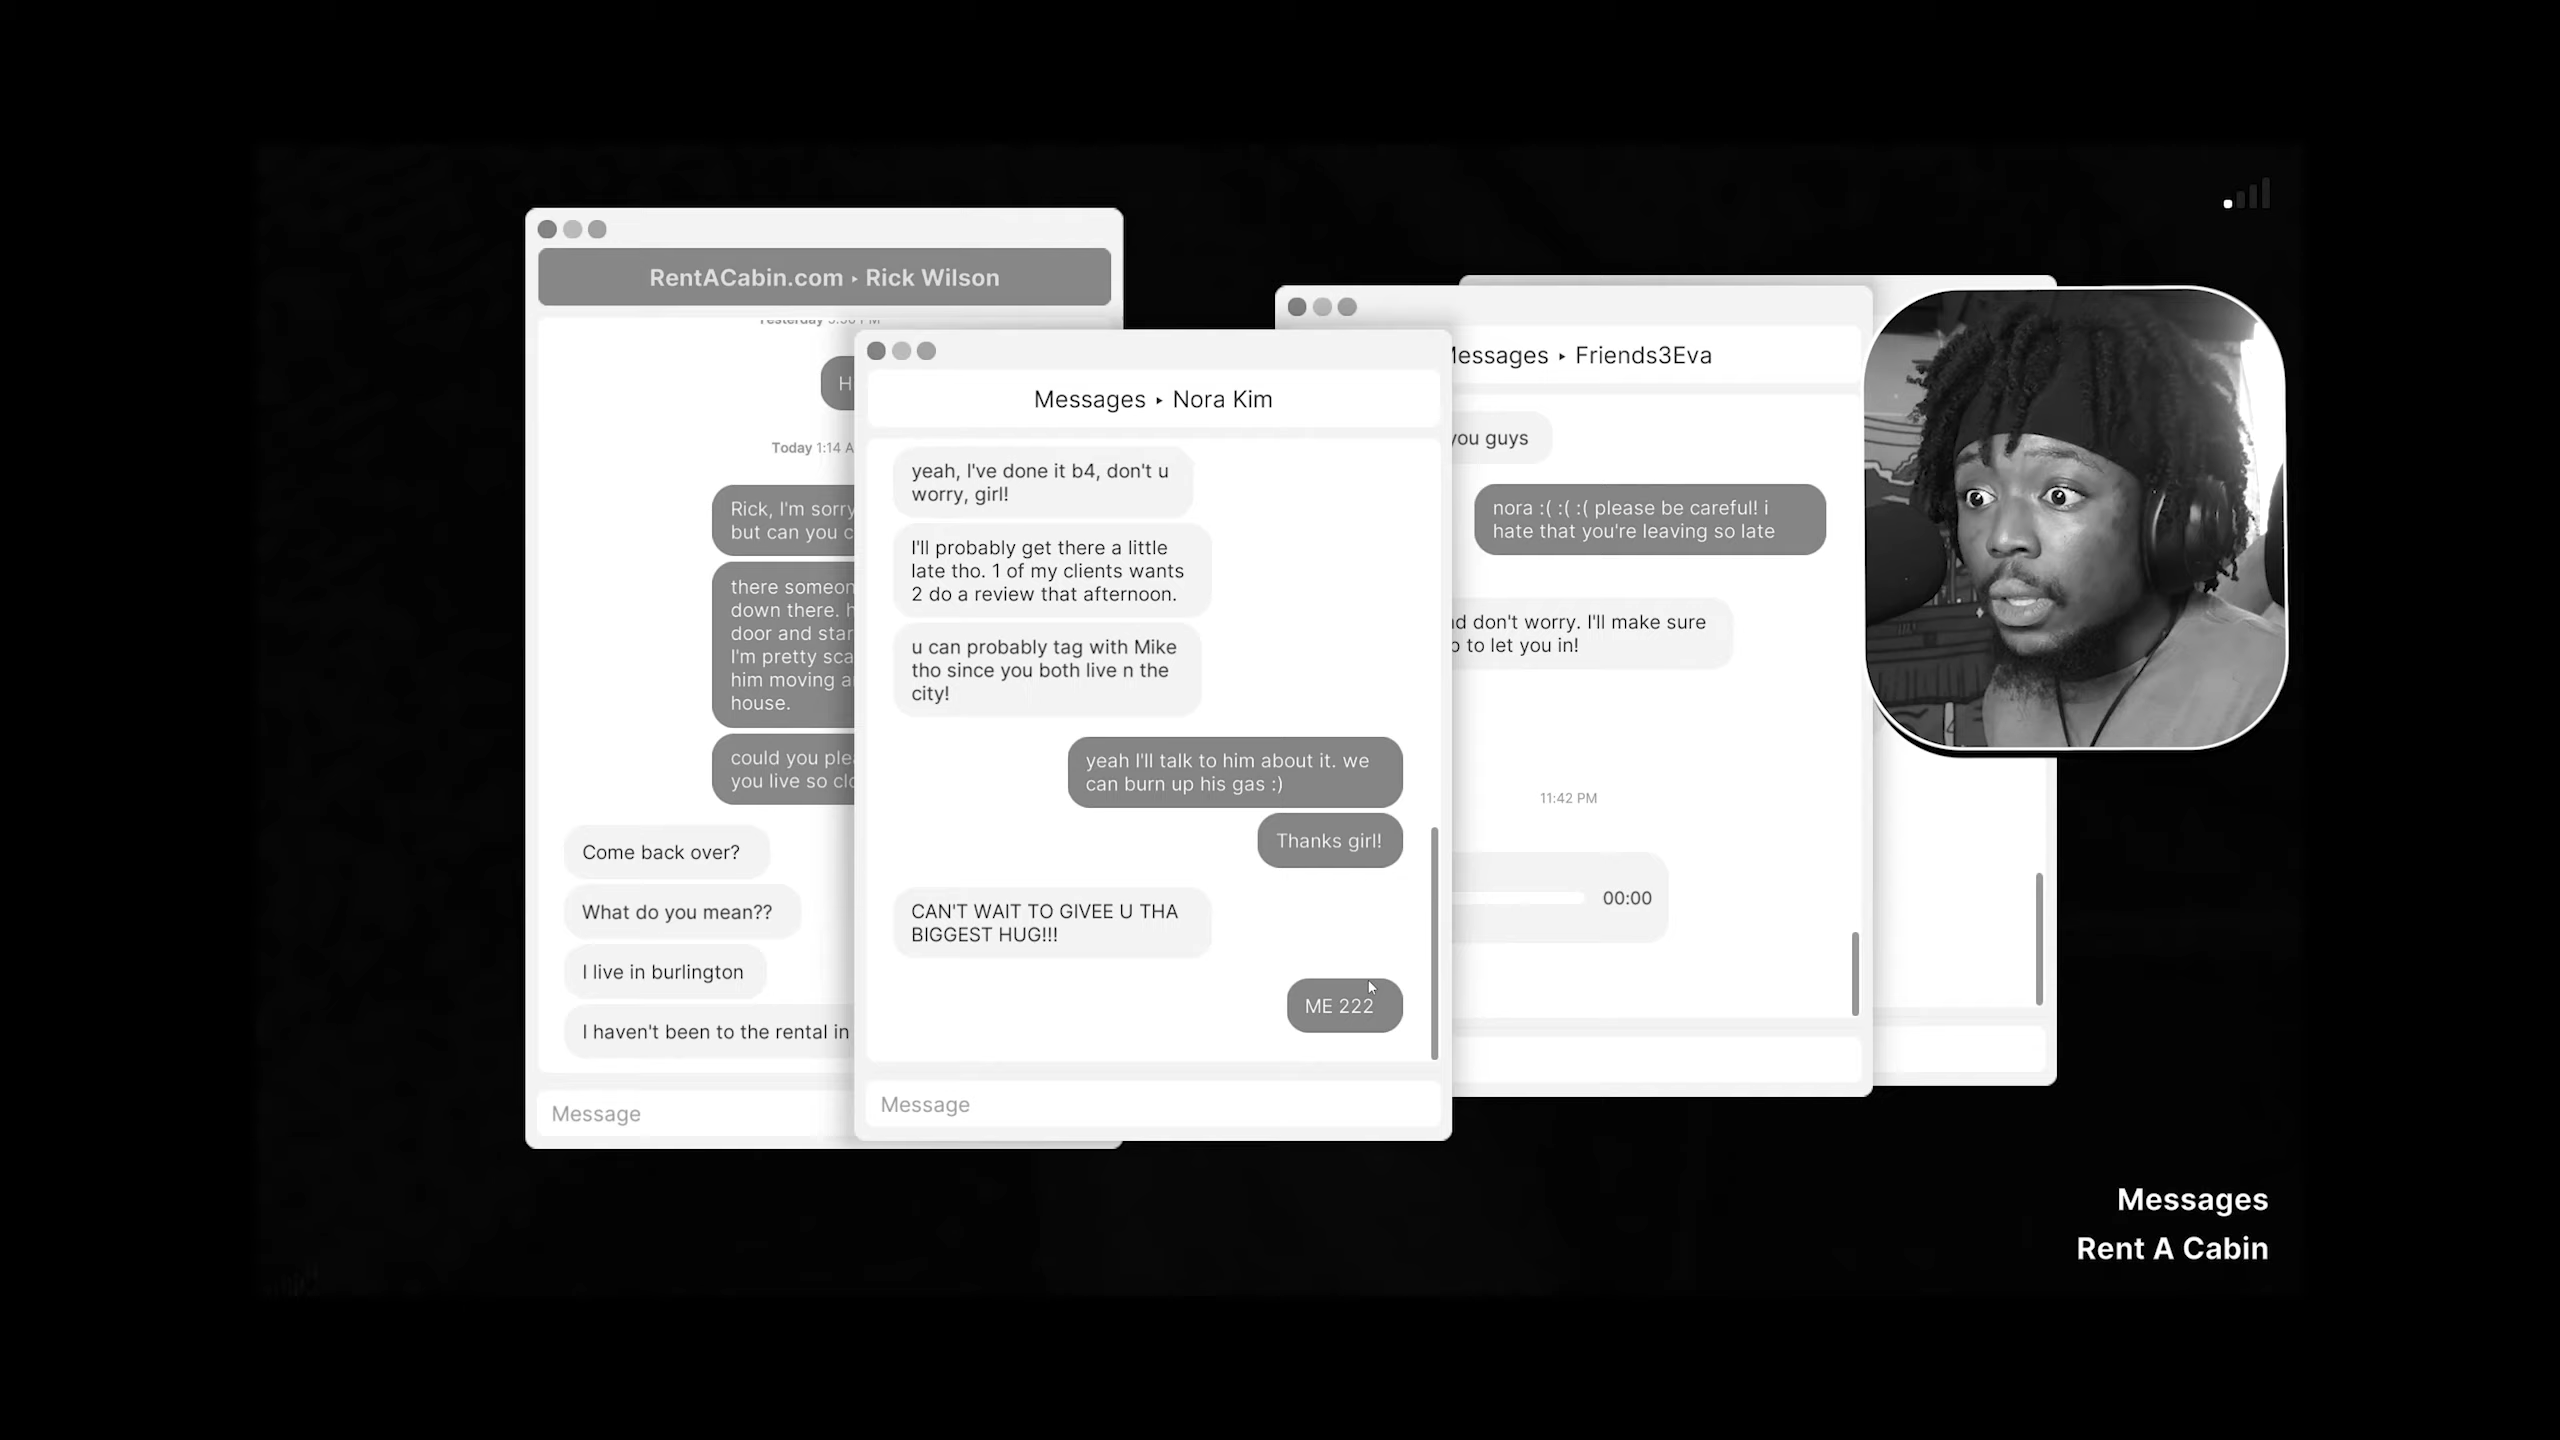 RentACabin.com ‣ Rick Wilson
Yesterday
Today 1:14 A
Rick, I'm sorry
but can you c
there someon
down there. h
door and star
I'm pretty sca
him moving a
house.
could you plea
you live so clo
Come back over?
What do you mean??
I live in burlington
I haven't been to the rental in
Message
Messages ‣ Nora Kim
yeah, I've done it b4, don't u
worry, girl!
I'll probably get there a little
late tho. 1 of my clients wants
2 do a review that afternoon.
u can probably tag with Mike
tho since you both live n the
city!
yeah I'll talk to him about it. we
can burn up his gas :)
Thanks girl!
CAN'T WAIT TO GIVEE U THA
BIGGEST HUG!!!
ME 222
Message
Messages ‣ Friends3Eva
you guys
nora :( :( :( please be careful! i
hate that you're leaving so late
d don't worry. I'll make sure
to let you in!
11:42 PM
00:00
Messages
Rent A Cabin